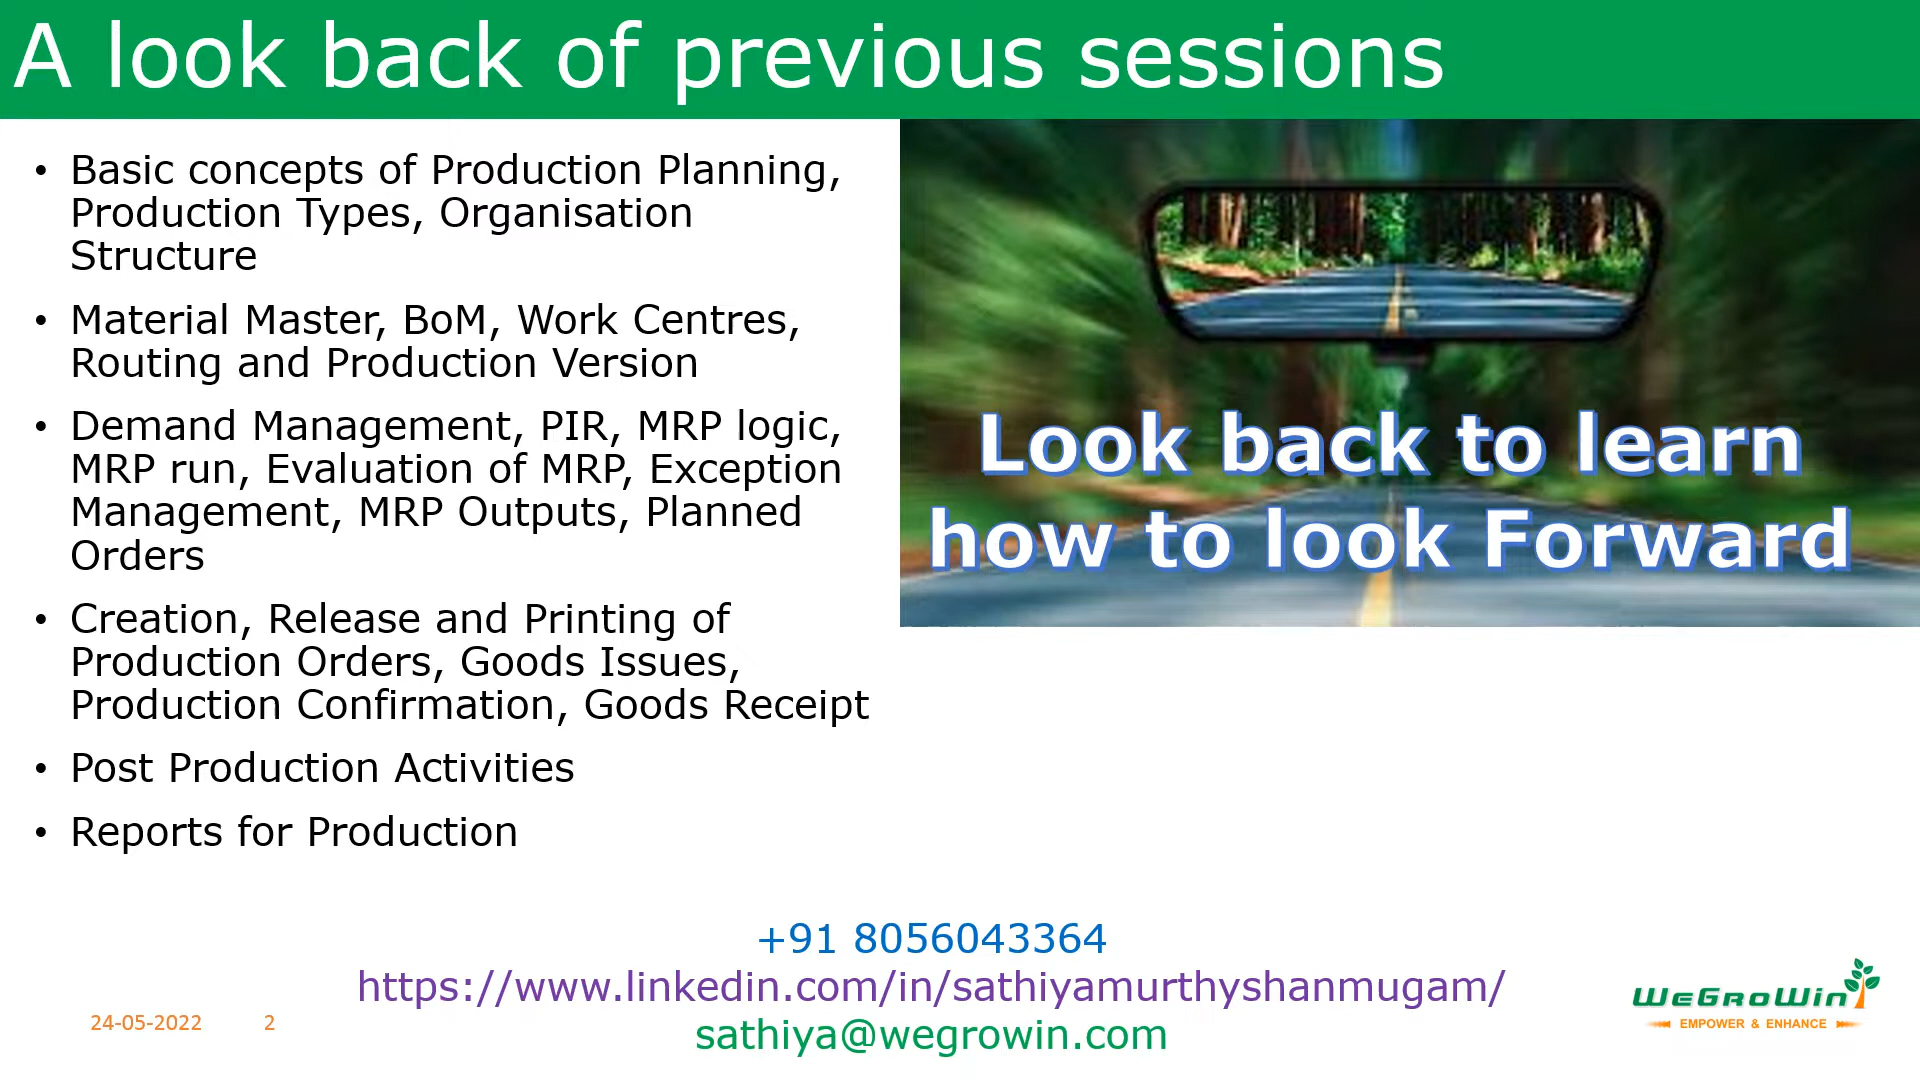 A look back of previous sessions
• Basic concepts of Production Planning,
Production Types, Organisation
Structure
• Material Master, BoM, Work Centres,
Routing and Production Version
• Demand Management, PIR, MRP logic,
MRP run, Evaluation of MRP, Exception
Management, MRP Outputs, Planned
Orders
• Creation, Release and Printing of
Production Orders, Goods Issues,
Production Confirmation, Goods Receipt
• Post Production Activities
• Reports for Production
Look back to learn
how to look Forward
+91 8056043364
https://www.linkedin.com/in/sathiyamurthyshanmugam/
sathiya@wegrowin.com
24-05-2022
2
WeGroWin
EMPOWER & ENHANCE